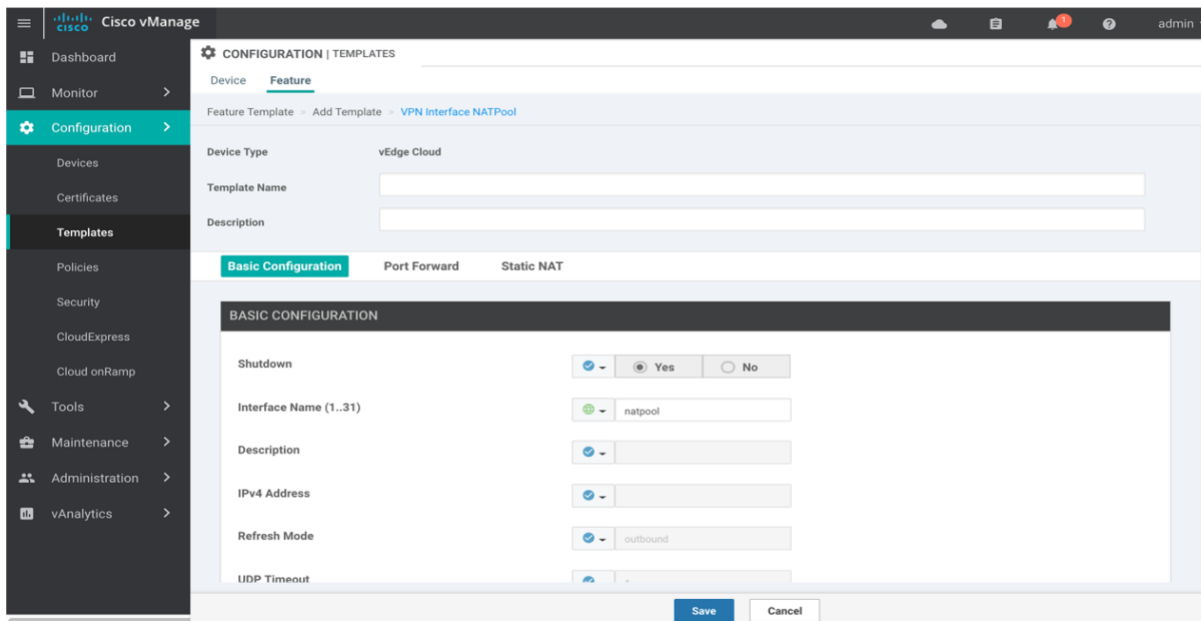 cisco Cisco vManage
1
admin
Dashboard
Monitor
Configuration
Devices
Certificates
Templates
Policies
Security
CloudExpress
Cloud onRamp
Tools
Maintenance
Administration
vAnalytics
CONFIGURATION | TEMPLATES
Device Feature
Feature Template > Add Template > VPN Interface NATPool
Device Type vEdge Cloud
Template Name
Description
Basic Configuration Port Forward Static NAT
BASIC CONFIGURATION
Shutdown Yes No
Interface Name (1..31) natpool
Description
IPv4 Address
Refresh Mode outbound
UDP Timeout
Save Cancel